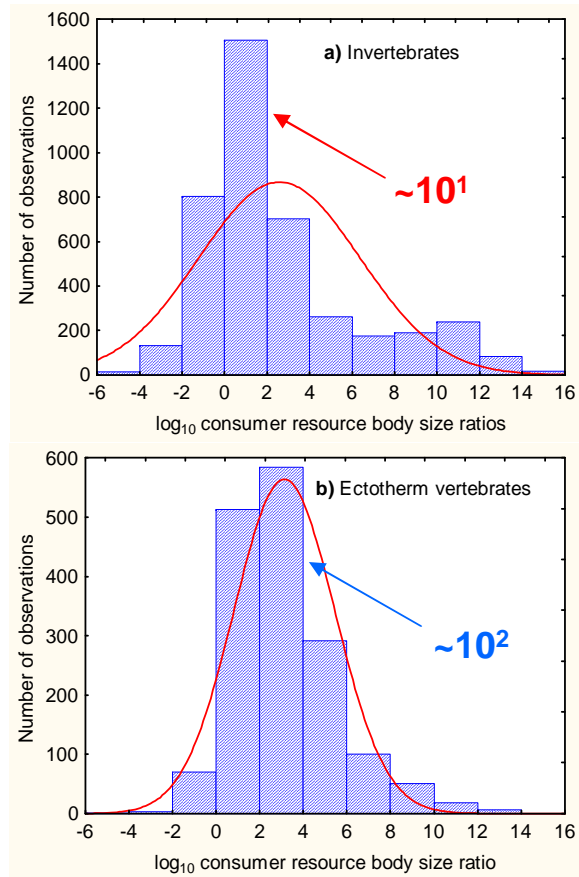 a) Invertebrates
~10¹
Number of observations
1600
1400
1200
1000
800
600
400
200
0
-6 -4 -2 0 2 4 6 8 10 12 14 16
log₁₀ consumer resource body size ratios
b) Ectotherm vertebrates
~10²
Number of observations
600
500
400
300
200
100
0
-6 -4 -2 0 2 4 6 8 10 12 14 16
log₁₀ consumer resource body size ratio